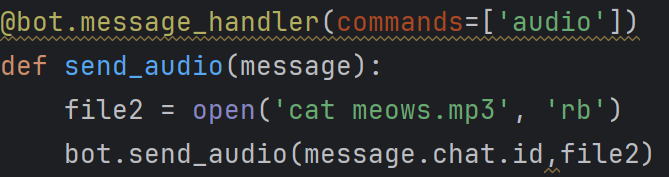 @bot.message_handler(commands=['audio'])
def send_audio(message):
    file2 = open('cat meows.mp3', 'rb')
    bot.send_audio(message.chat.id,file2)